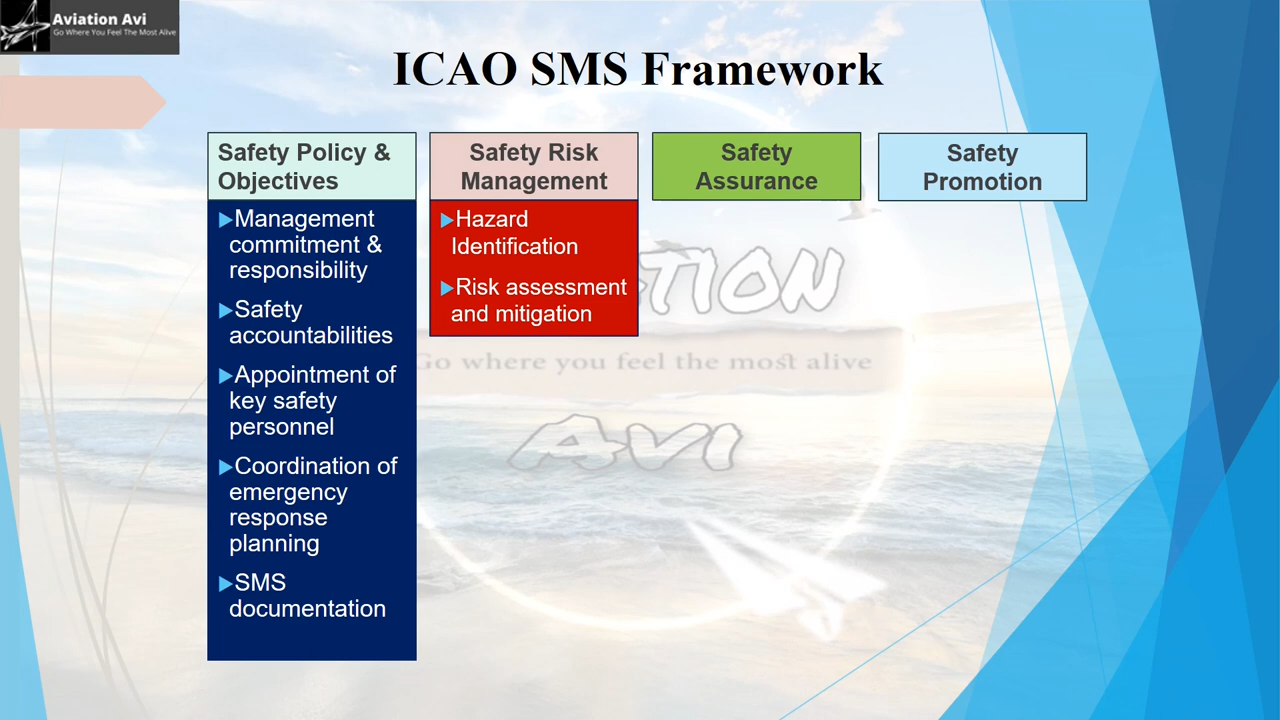 Aviation Avi
Go Where You Feel The Most Alive
ICAO SMS Framework
Safety Policy &
Objectives
Management
commitment &
responsibility
Safety
accountabilities
Appointment of
key safety
personnel
Coordination of
emergency
response
planning
SMS
documentation
Safety Risk
Management
Hazard
Identification
Risk assessment
and mitigation
Safety
Assurance
Safety
Promotion
Go where you feel the most alive
Avi